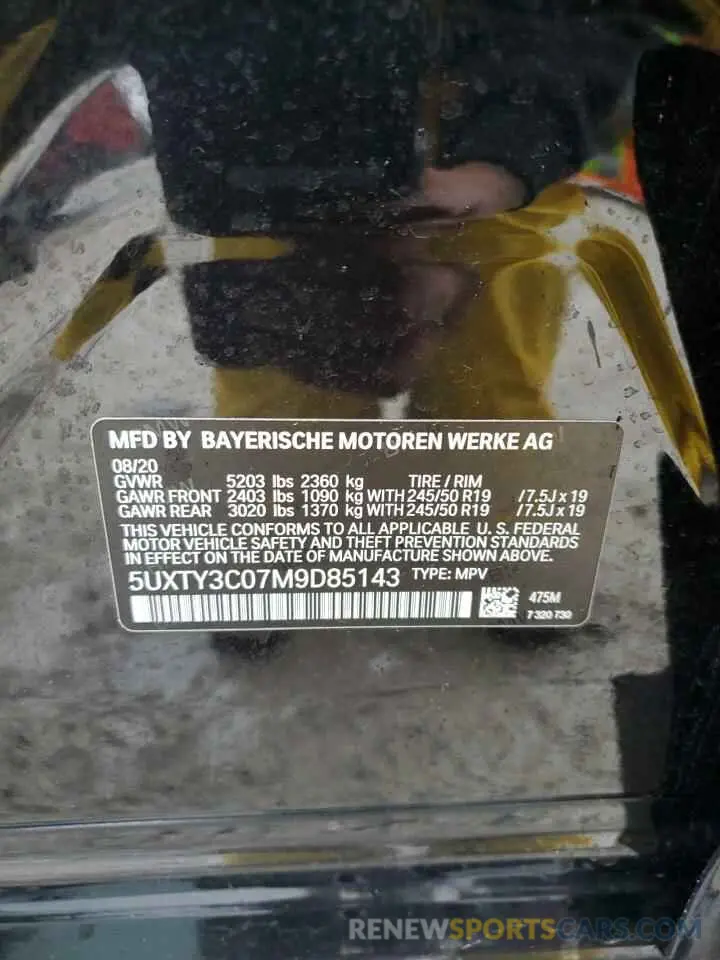 MFD BY BAYERISCHE MOTOREN WERKE AG
08/20
GVWR 5203 lbs 2360 kg TIRE / RIM
GAWR FRONT 2403 lbs 1090 kg WITH 245/50 R19 /7.5J x 19
GAWR REAR 3020 lbs 1370 kg WITH 245/50 R19 /7.5J x 19
THIS VEHICLE CONFORMS TO ALL APPLICABLE U. S. FEDERAL
MOTOR VEHICLE SAFETY AND THEFT PREVENTION STANDARDS
IN EFFECT ON THE DATE OF MANUFACTURE SHOWN ABOVE.
5UXTY3C07M9D85143 TYPE: MPV
475M
7 320 730
RENEWSPORTSCARS.COM